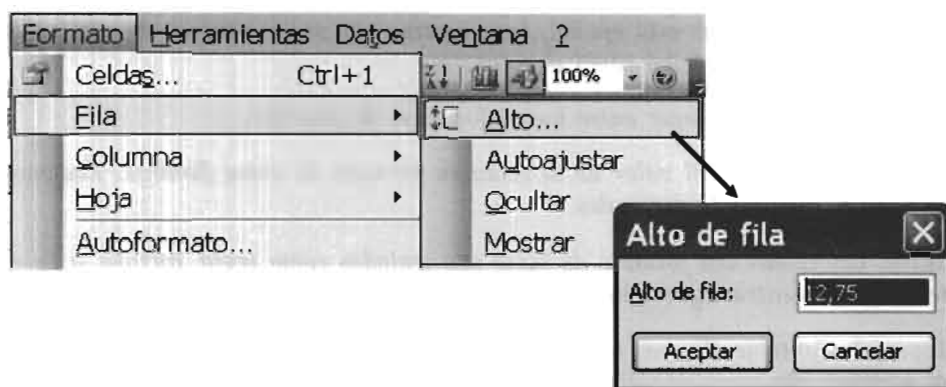 Formato Herramientas Datos Ventana ?
Celdas... Ctrl+1
100%
Fila
Alto...
Columna
Autoajustar
Hoja
Ocultar
Autoformato...
Mostrar
Alto de fila
Alto de fila: 12,75
Aceptar Cancelar